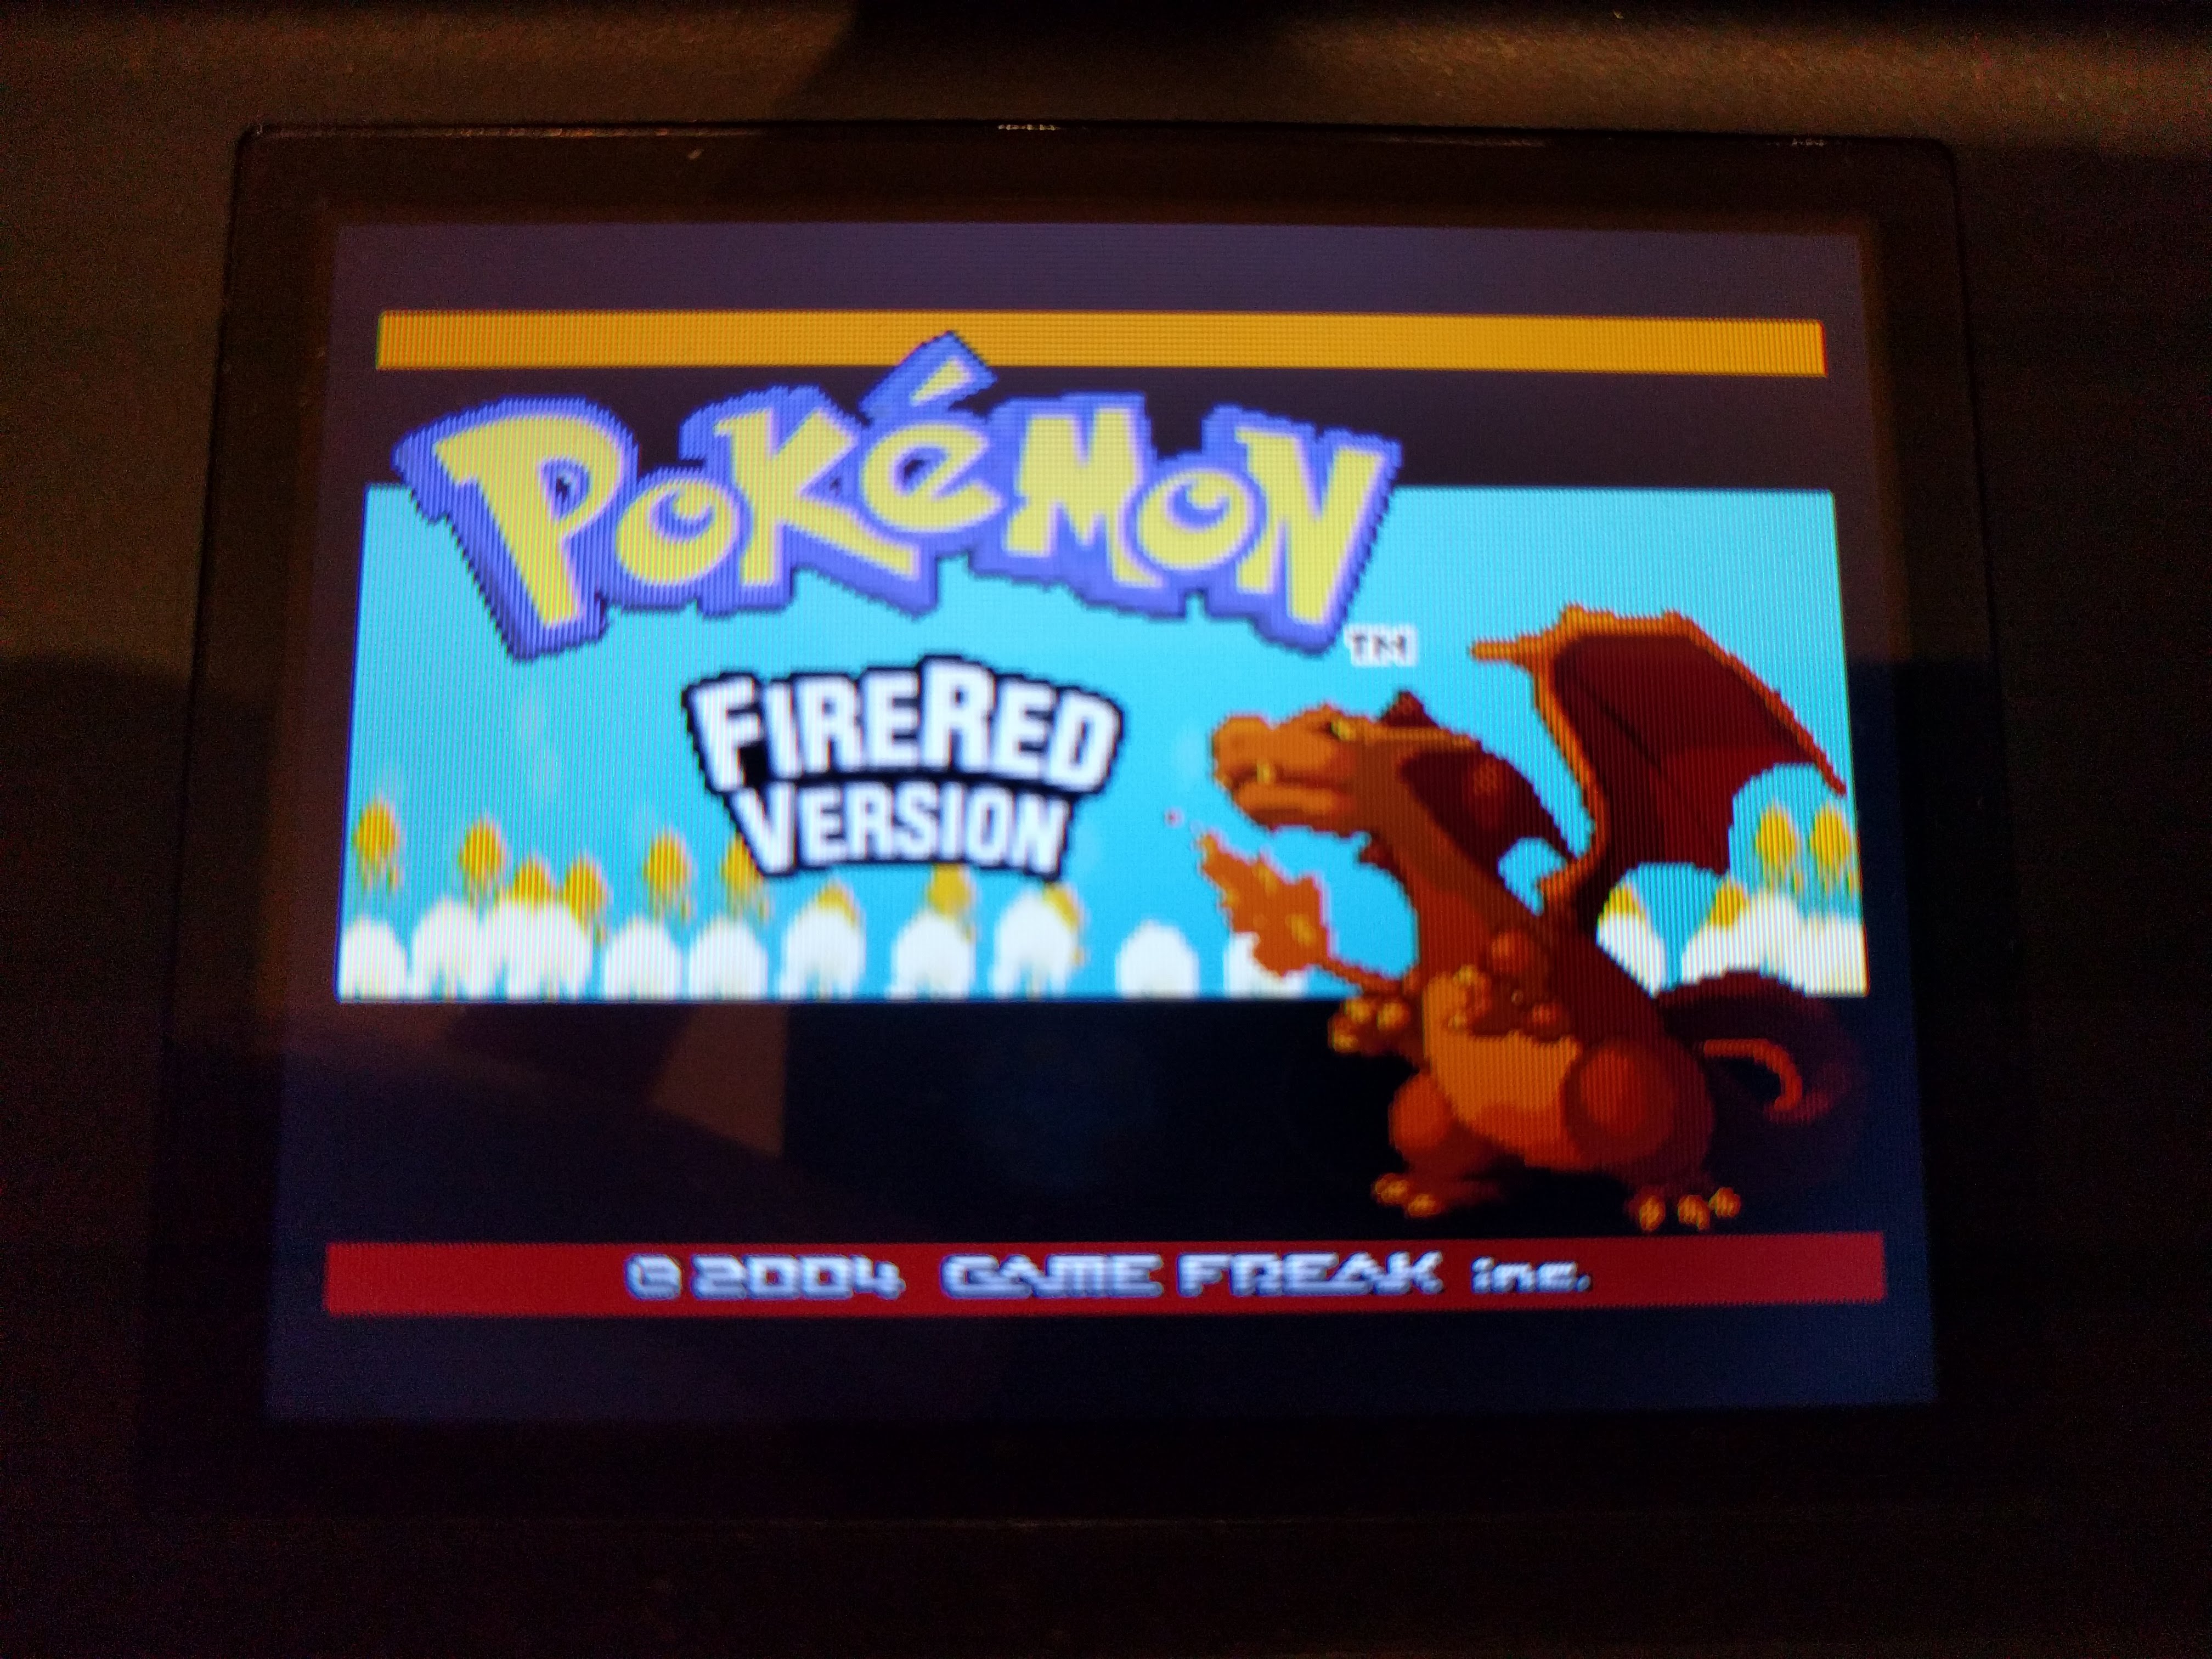 Pokémon
TM
FIRERED
VERSION
©2004 GAME FREAK inc.